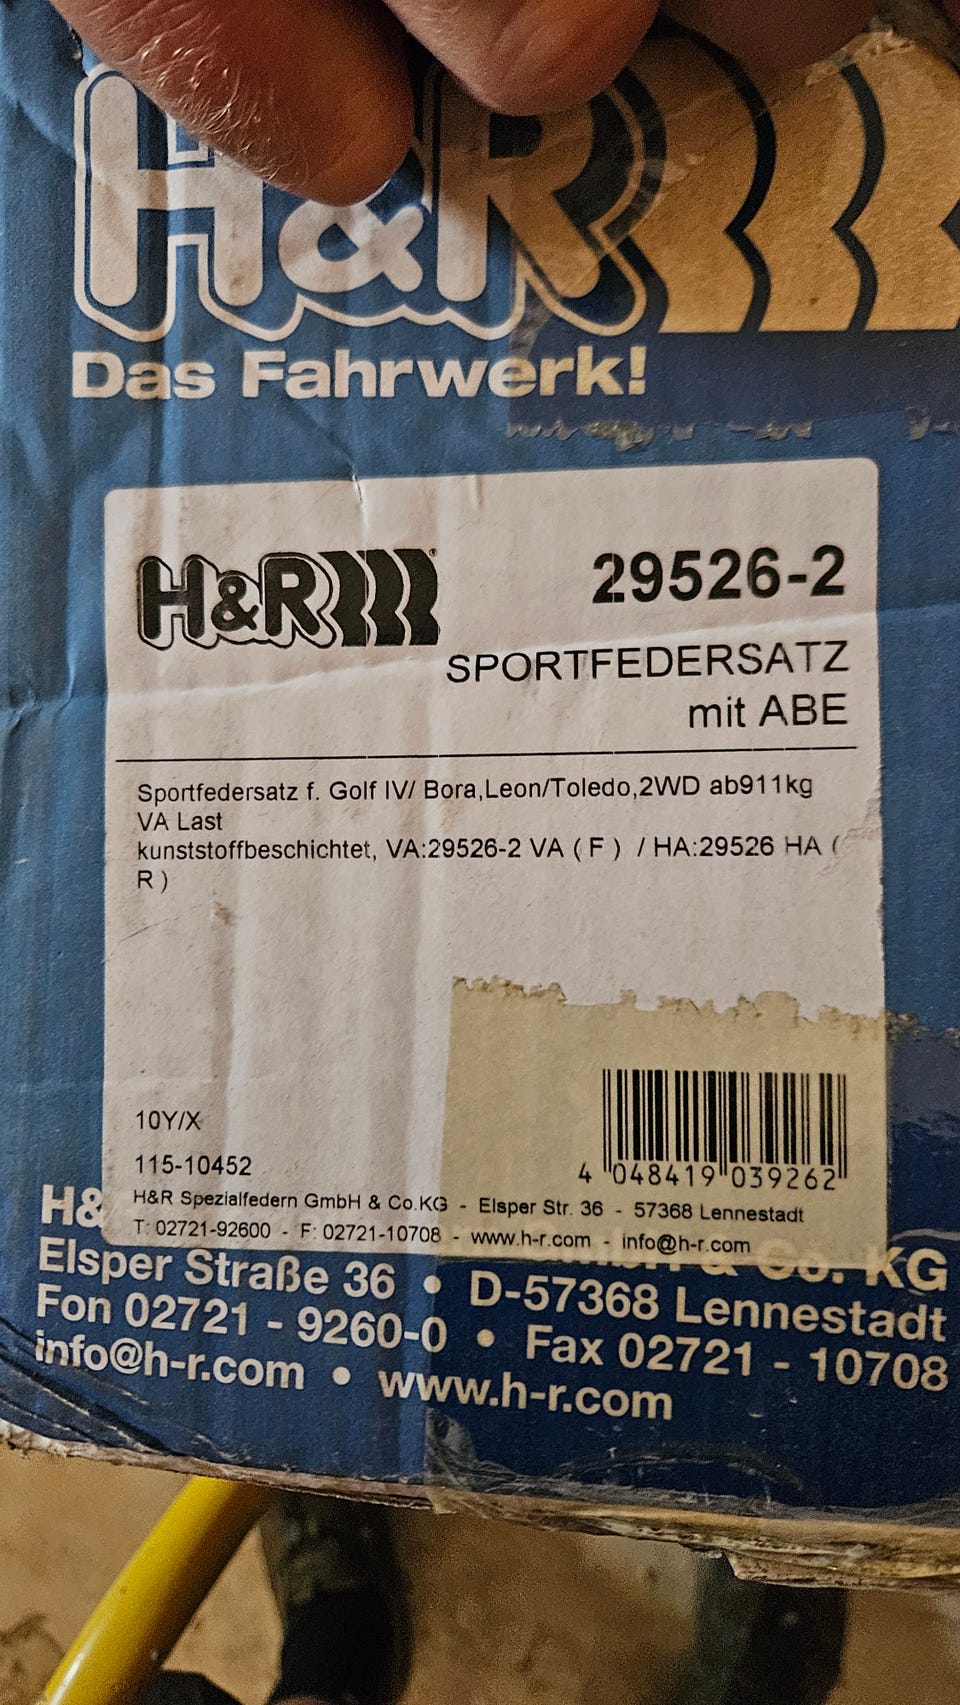 H&R
Das Fahrwerk!
H&R
29526-2
SPORTFEDERSATZ
mit ABE
Sportfedersatz f. Golf IV/ Bora,Leon/Toledo,2WD ab911kg
VA Last
kunststoffbeschichtet, VA:29526-2 VA ( F ) / HA:29526 HA (
R )
10Y/X
115-10452
4 048419 039262
H&R Spezialfedern GmbH & Co.KG - Elsper Str. 36 - 57368 Lennestadt
T: 02721-92600 - F: 02721-10708 - www.h-r.com - info@h-r.com
H& & Co. KG
Elsper Straße 36 • D-57368 Lennestadt
Fon 02721 - 9260-0 • Fax 02721 - 10708
info@h-r.com • www.h-r.com